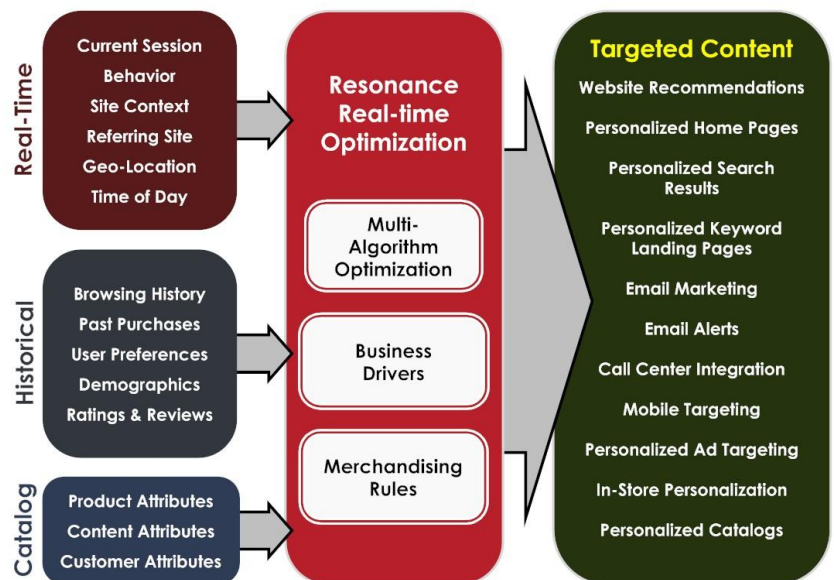 Real-Time
Current Session
Behavior
Site Context
Referring Site
Geo-Location
Time of Day
Historical
Browsing History
Past Purchases
User Preferences
Demographics
Ratings & Reviews
Catalog
Product Attributes
Content Attributes
Customer Attributes
Resonance
Real-time
Optimization
Multi-
Algorithm
Optimization
Business
Drivers
Merchandising
Rules
Targeted Content
Website Recommendations
Personalized Home Pages
Personalized Search
Results
Personalized Keyword
Landing Pages
Email Marketing
Email Alerts
Call Center Integration
Mobile Targeting
Personalized Ad Targeting
In-Store Personalization
Personalized Catalogs